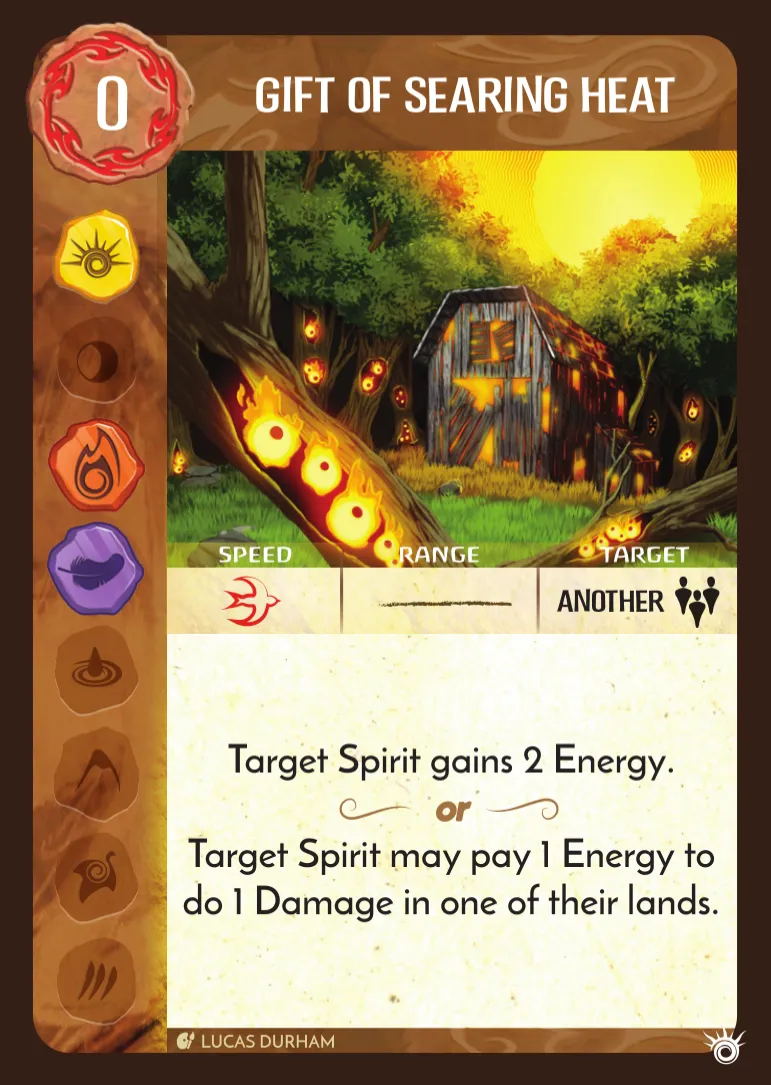 0
GIFT OF SEARING HEAT
SPEED RANGE TARGET
ANOTHER
Target Spirit gains 2 Energy.
or
Target Spirit may pay 1 Energy to
do 1 Damage in one of their lands.
LUCAS DURHAM